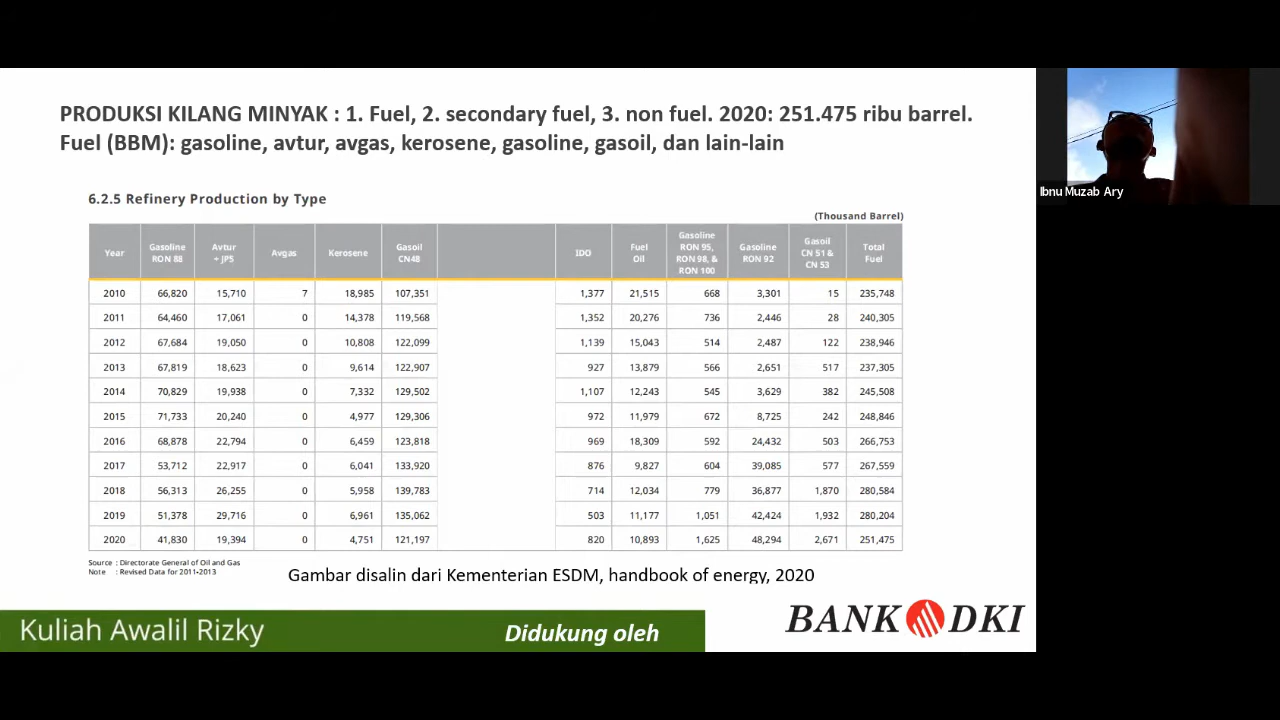 PRODUKSI KILANG MINYAK : 1. Fuel, 2. secondary fuel, 3. non fuel. 2020: 251.475 ribu barrel.
Fuel (BBM): gasoline, avtur, avgas, kerosene, gasoline, gasoil, dan lain-lain
Ibnu Muzab Ary
6.2.5 Refinery Production by Type
(Thousand Barrel)
Year Gasoline RON 88 Avtur + JP5 Avgas Kerosene Gasoil CN48 IDO Fuel Oil Gasoline RON 95, RON 98, & RON 100 Gasoline RON 92 Gasoil CN 51 & CN 53 Total Fuel
2010 66,820 15,710 7 18,985 107,351 1,377 21,515 668 3,301 15 235,748
2011 64,460 17,061 0 14,378 119,568 1,352 20,276 736 2,446 28 240,305
2012 67,684 19,050 0 10,808 122,099 1,139 15,043 514 2,487 122 238,946
2013 67,819 18,623 0 9,614 122,907 927 13,879 566 2,651 517 237,305
2014 70,829 19,938 0 7,332 129,502 1,107 12,243 545 3,629 382 245,508
2015 71,733 20,240 0 4,977 129,306 972 11,979 672 8,725 242 248,846
2016 68,878 22,794 0 6,459 123,818 969 18,309 592 24,432 503 266,753
2017 53,712 22,917 0 6,041 133,920 876 9,827 604 39,085 577 267,559
2018 56,313 26,255 0 5,958 139,783 714 12,034 779 36,877 1,870 280,584
2019 51,378 29,716 0 6,961 135,062 503 11,177 1,051 42,424 1,932 280,204
2020 41,830 19,394 0 4,751 121,197 820 10,893 1,625 48,294 2,671 251,475
Source : Directorate General of Oil and Gas
Note : Revised Data for 2011-2013
Gambar disalin dari Kementerian ESDM, handbook of energy, 2020
Kuliah Awalil Rizky
Didukung oleh
BANK DKI